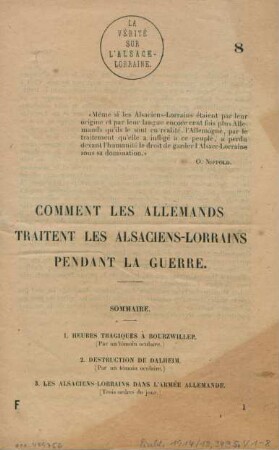 LA
VÉRITÉ
SUR
L'ALSACE-
LORRAINE.
8
«Même si les Alsaciens-Lorrains étaient par leur
origine et par leur langue encore cent fois plus Alle-
mands qu'ils le sont en réalité, l'Allemagne, par le
traitement qu'elle a infligé à ce peuple, a perdu
devant l'humanité le droit de garder l'Alsace-Lorraine
sous sa domination.»
O. Nippold.
COMMENT LES ALLEMANDS
TRAITENT LES ALSACIENS-LORRAINS
PENDANT LA GUERRE.
SOMMAIRE.
1. HEURES TRAGIQUES À BOURZWILLER.
(Par un témoin oculaire.)
2. DESTRUCTION DE DALHEIM.
(Par un témoin oculaire.)
3. LES ALSACIENS-LORRAINS DANS L'ARMÉE ALLEMANDE.
(Trois ordres du jour.)
F
1